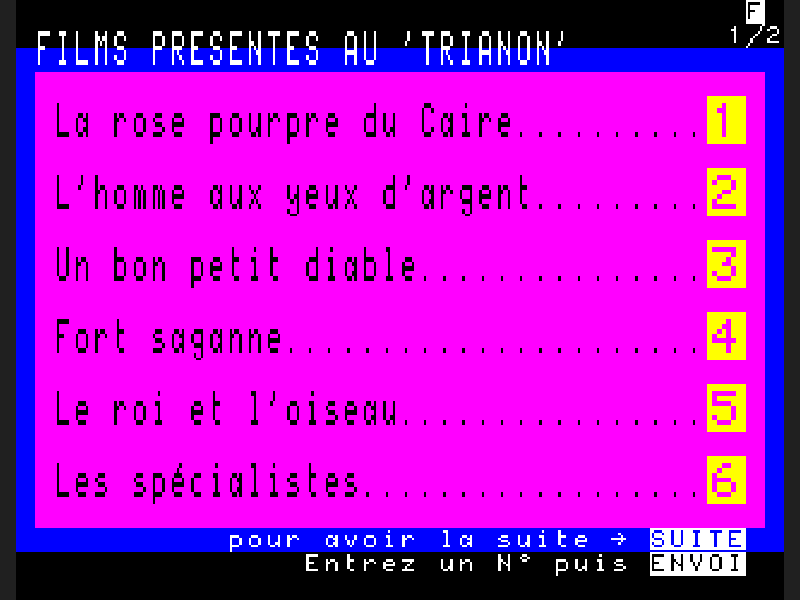 F
1/2
FILMS PRESENTES AU 'TRIANON'
La rose pourpre du Caire.......... 1
L'homme aux yeux d'argent......... 2
Un bon petit diable............... 3
Fort saganne...................... 4
Le roi et l'oiseau................ 5
Les spécialistes.................. 6
pour avoir la suite → SUITE
Entrez un N° puis ENVOI